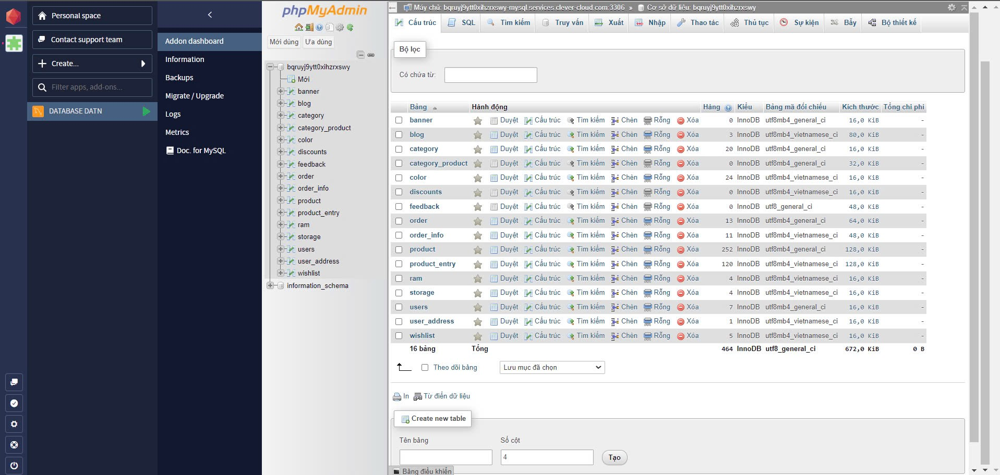 Personal space
Contact support team
Create...
Filter apps, add-ons...
DATABASE DATN
Addon dashboard
Information
Backups
Migrate / Upgrade
Logs
Metrics
Doc. for MySQL
phpMyAdmin
Mới dùng Ưa dùng
bqruyj9ytt0xihzrxswy
Mới
banner
blog
category
category_product
color
discounts
feedback
order
order_info
product
product_entry
ram
storage
users
user_address
wishlist
information_schema
Máy chủ: bqruyj9ytt0xihzrxswy-mysql.services.clever-cloud.com:3306 » Cơ sở dữ liệu: bqruyj9ytt0xihzrxswy
Cấu trúc SQL Tìm kiếm Truy vấn Xuất Nhập Thao tác Thủ tục Sự kiện Bẫy Bộ thiết kế
Bộ lọc
Có chứa từ:
Bảng Hành động Hàng Kiểu Bảng mã đối chiếu Kích thước Tổng chi phí
banner Duyệt Cấu trúc Tìm kiếm Chèn Rỗng Xóa 0 InnoDB utf8mb4_general_ci 16,0 KiB -
blog Duyệt Cấu trúc Tìm kiếm Chèn Rỗng Xóa 3 InnoDB utf8mb4_vietnamese_ci 80,0 KiB -
category Duyệt Cấu trúc Tìm kiếm Chèn Rỗng Xóa 20 InnoDB utf8mb4_general_ci 16,0 KiB -
category_product Duyệt Cấu trúc Tìm kiếm Chèn Rỗng Xóa 0 InnoDB utf8mb4_general_ci 32,0 KiB -
color Duyệt Cấu trúc Tìm kiếm Chèn Rỗng Xóa 24 InnoDB utf8mb4_vietnamese_ci 16,0 KiB -
discounts Duyệt Cấu trúc Tìm kiếm Chèn Rỗng Xóa 0 InnoDB utf8mb4_vietnamese_ci 16,0 KiB -
feedback Duyệt Cấu trúc Tìm kiếm Chèn Rỗng Xóa 0 InnoDB utf8_general_ci 48,0 KiB -
order Duyệt Cấu trúc Tìm kiếm Chèn Rỗng Xóa 13 InnoDB utf8mb4_general_ci 64,0 KiB -
order_info Duyệt Cấu trúc Tìm kiếm Chèn Rỗng Xóa 11 InnoDB utf8mb4_vietnamese_ci 48,0 KiB -
product Duyệt Cấu trúc Tìm kiếm Chèn Rỗng Xóa 252 InnoDB utf8mb4_general_ci 128,0 KiB -
product_entry Duyệt Cấu trúc Tìm kiếm Chèn Rỗng Xóa 120 InnoDB utf8mb4_vietnamese_ci 128,0 KiB -
ram Duyệt Cấu trúc Tìm kiếm Chèn Rỗng Xóa 4 InnoDB utf8mb4_vietnamese_ci 16,0 KiB -
storage Duyệt Cấu trúc Tìm kiếm Chèn Rỗng Xóa 4 InnoDB utf8mb4_vietnamese_ci 16,0 KiB -
users Duyệt Cấu trúc Tìm kiếm Chèn Rỗng Xóa 7 InnoDB utf8mb4_general_ci 16,0 KiB -
user_address Duyệt Cấu trúc Tìm kiếm Chèn Rỗng Xóa 1 InnoDB utf8mb4_vietnamese_ci 16,0 KiB -
wishlist Duyệt Cấu trúc Tìm kiếm Chèn Rỗng Xóa 5 InnoDB utf8mb4_vietnamese_ci 16,0 KiB -
16 bảng Tổng 464 InnoDB utf8_general_ci 672,0 KiB 0 B
Theo dõi bảng Lưu mục đã chọn
In Từ điển dữ liệu
Create new table
Tên bảng Số cột
4 Tạo
Bảng điều khiển